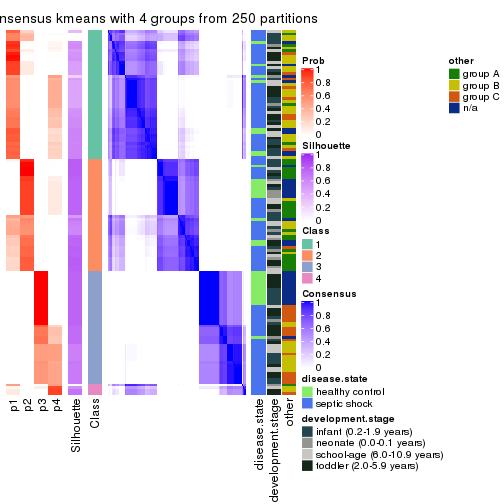 nsensus kmeans with 4 groups from 250 partitions
Prob
1
0.8
0.6
0.4
0.2
0
Silhouette
1
0.8
0.6
0.4
0.2
0
Class
1
2
3
4
Consensus
1
0.8
0.6
0.4
0.2
0
disease.state
healthy control
septic shock
development.stage
infant (0.2-1.9 years)
neonate (0.0-0.1 years)
school-age (6.0-10.9 years)
toddler (2.0-5.9 years)
other
group A
group B
group C
n/a
p1
p2
p3
p4
Silhouette
Class
disease.state
development.stage
other